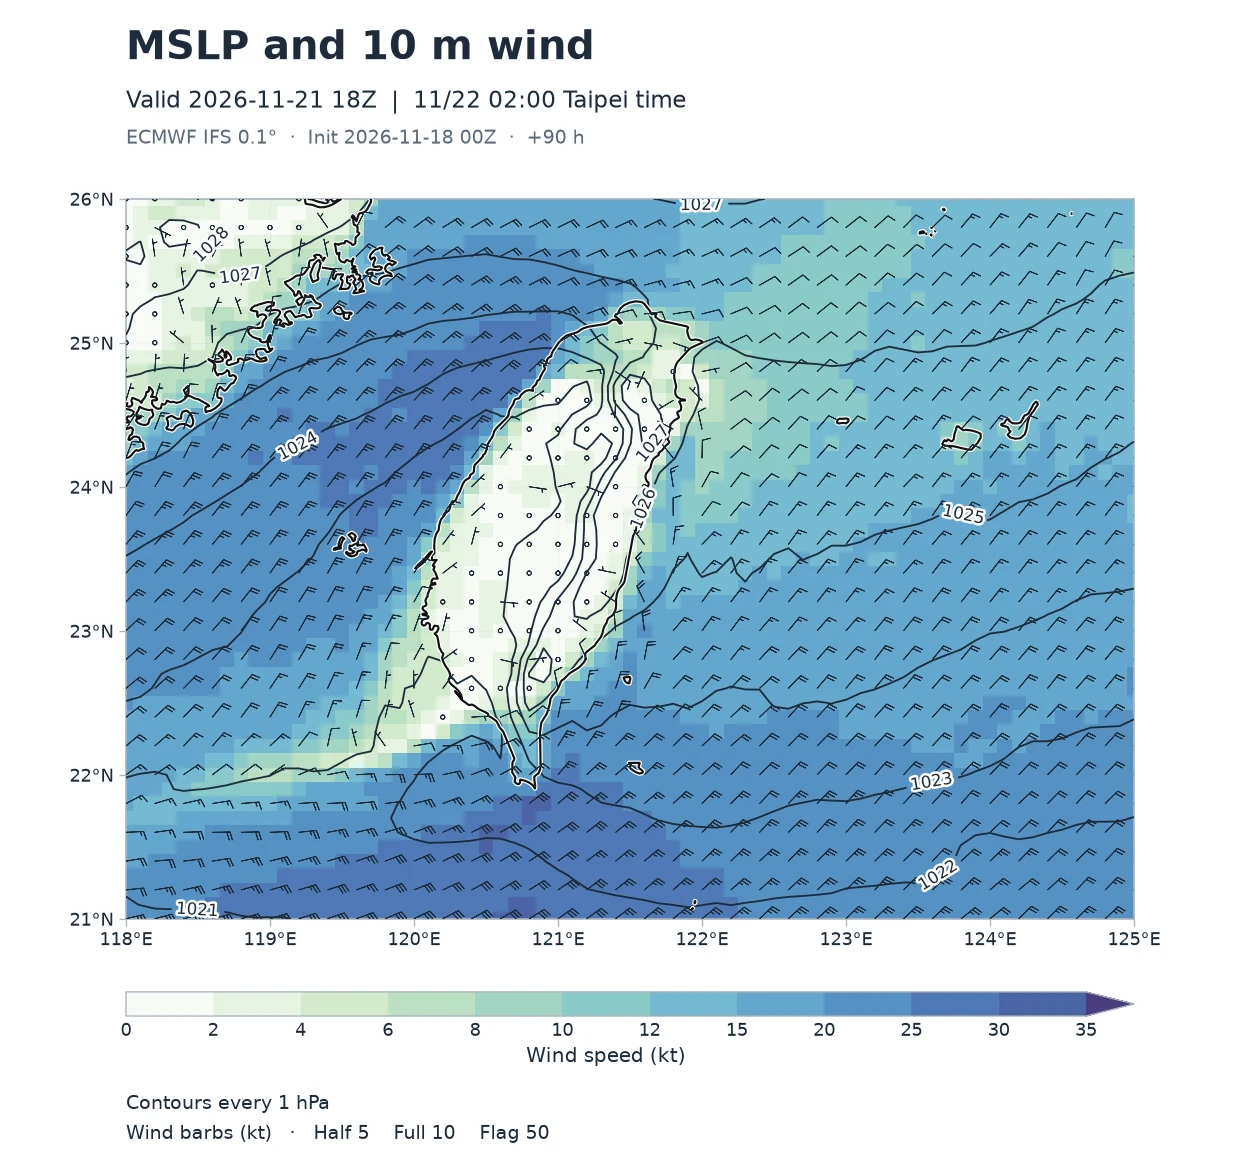 MSLP and 10 m wind
Valid 2026-11-21 18Z | 11/22 02:00 Taipei time
ECMWF IFS 0.1° · Init 2026-11-18 00Z · +90 h
26°N
1027
1028
1027
25°N
1024
1027
24°N
1026
1025
23°N
22°N
1023
1022
1021
21°N
118°E 119°E 120°E 121°E 122°E 123°E 124°E 125°E
0 2 4 6 8 10 12 15 20 25 30 35
Wind speed (kt)
Contours every 1 hPa
Wind barbs (kt) · Half 5 Full 10 Flag 50